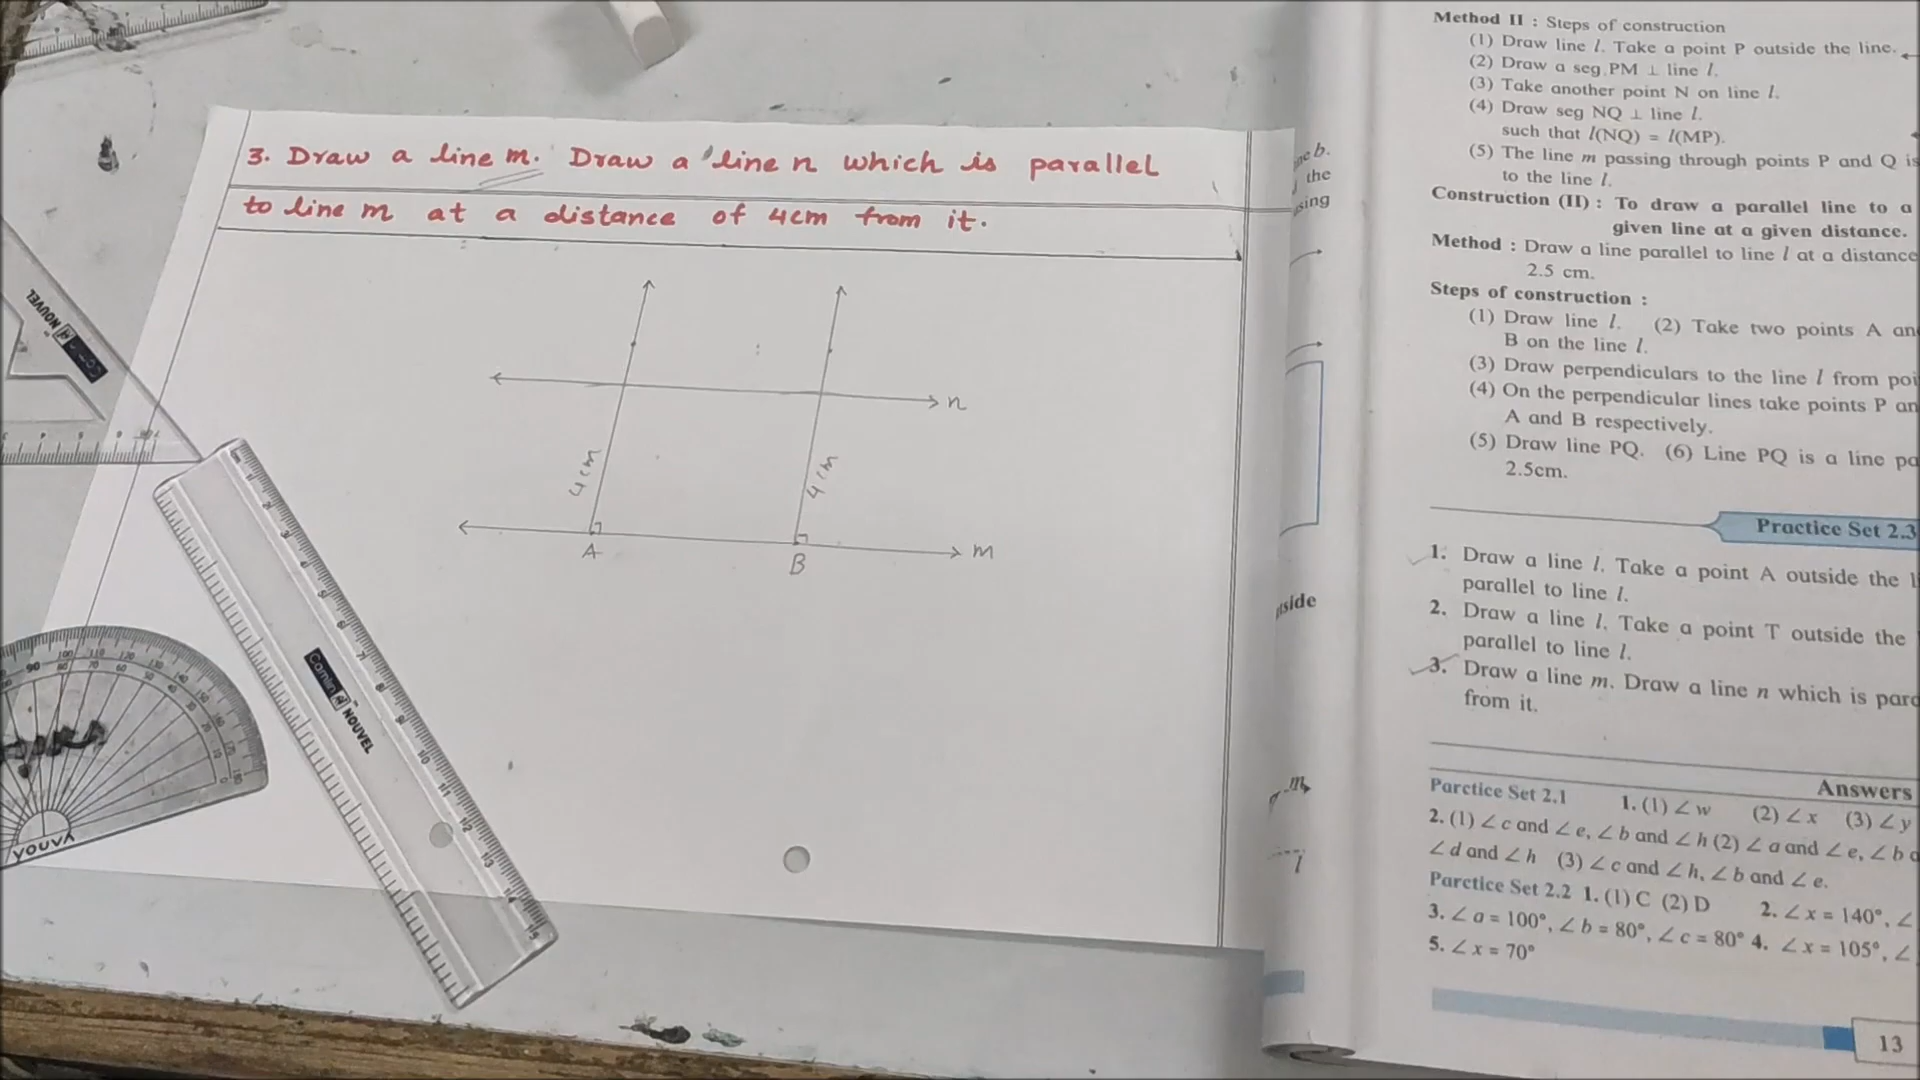 3. Draw a line m. Draw a line n which is parallel
to line m at a distance of 4cm from it.
n
4cm
4cm
A
B
m
NOUVEL
Camlin NOUVEL
YOUVA
b.
the
m
l
Method II : Steps of construction
(1) Draw line l. Take a point P outside the line.
(2) Draw a seg PM ⊥ line l.
(3) Take another point N on line l.
(4) Draw seg NQ ⊥ line l.
such that l(NQ) = l(MP).
(5) The line m passing through points P and Q is
to the line l.
Construction (II) : To draw a parallel line to a
given line at a given distance.
Method : Draw a line parallel to line l at a distance
2.5 cm.
Steps of construction :
(1) Draw line l. (2) Take two points A an
B on the line l.
(3) Draw perpendiculars to the line l from poi
(4) On the perpendicular lines take points P an
A and B respectively.
(5) Draw line PQ. (6) Line PQ is a line pa
2.5cm.
Practice Set 2.3
1. Draw a line l. Take a point A outside the l
parallel to line l.
2. Draw a line l. Take a point T outside the
parallel to line l.
3. Draw a line m. Draw a line n which is para
from it.
Answers
Parctice Set 2.1 1. (1) ∠w (2) ∠x (3) ∠y
2. (1) ∠c and ∠e, ∠b and ∠h (2) ∠a and ∠e, ∠b a
∠d and ∠h (3) ∠c and ∠h, ∠b and ∠e.
Parctice Set 2.2 1. (1) C (2) D 2. ∠x = 140°, ∠
3. ∠a = 100°, ∠b = 80°, ∠c = 80° 4. ∠x = 105°, ∠
5. ∠x = 70°
13